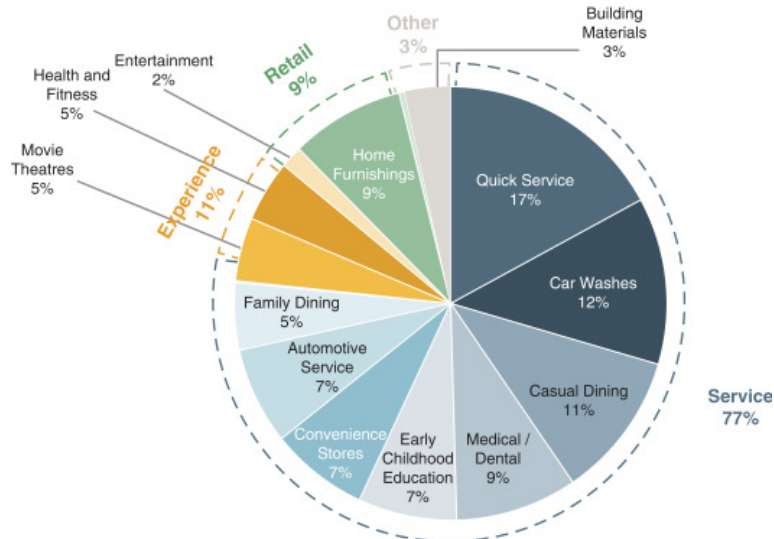 Building
Materials
3%
Other
3%
Entertainment
2%
Retail
9%
Health and
Fitness
5%
Movie
Theatres
5%
Experience
11%
Home
Furnishings
9%
Quick Service
17%
Car Washes
12%
Family Dining
5%
Automotive
Service
7%
Casual Dining
11%
Service
77%
Convenience
Stores
7%
Early
Childhood
Education
7%
Medical /
Dental
9%